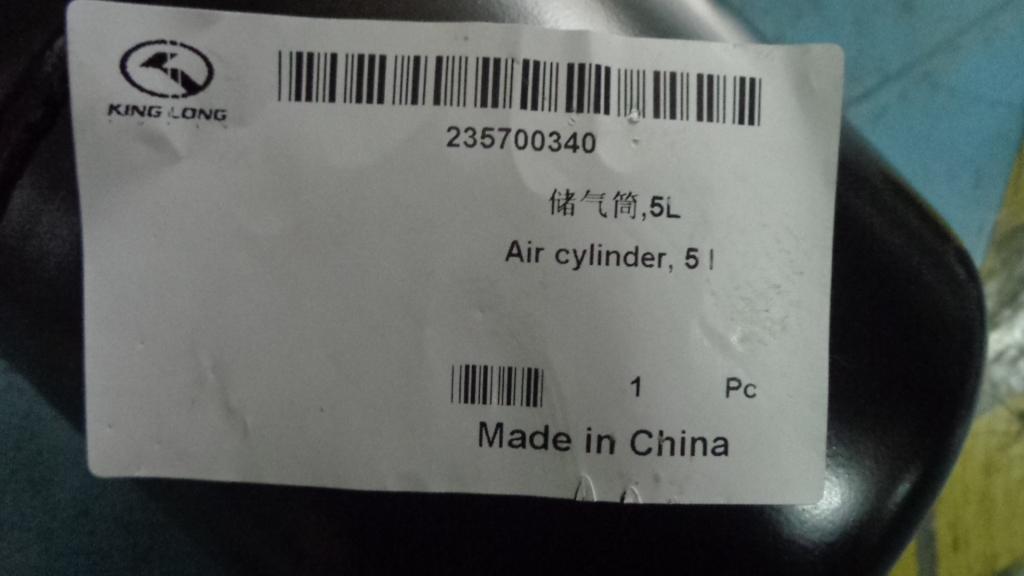 KING LONG
235700340
储气筒,5L
Air cylinder, 5 l
1 Pc
Made in China